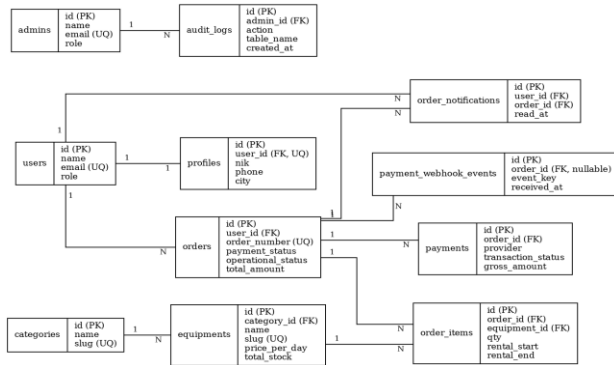 admins
id (PK)
name
email (UQ)
role
1
N
audit_logs
id (PK)
admin_id (FK)
action
table_name
created_at
order_notifications
id (PK)
user_id (FK)
order_id (FK)
read_at
N
N
1
users
id (PK)
name
email (UQ)
role
1
1
1
profiles
id (PK)
user_id (FK, UQ)
nik
phone
city
payment_webhook_events
id (PK)
order_id (FK, nullable)
event_key
received_at
N
orders
id (PK)
user_id (FK)
order_number (UQ)
payment_status
operational_status
total_amount
N
1
1
1
1
N
payments
id (PK)
order_id (FK)
provider
transaction_status
gross_amount
categories
id (PK)
name
slug (UQ)
1
N
equipments
id (PK)
category_id (FK)
name
slug (UQ)
price_per_day
total_stock
1
N
N
order_items
id (PK)
order_id (FK)
equipment_id (FK)
qty
rental_start
rental_end